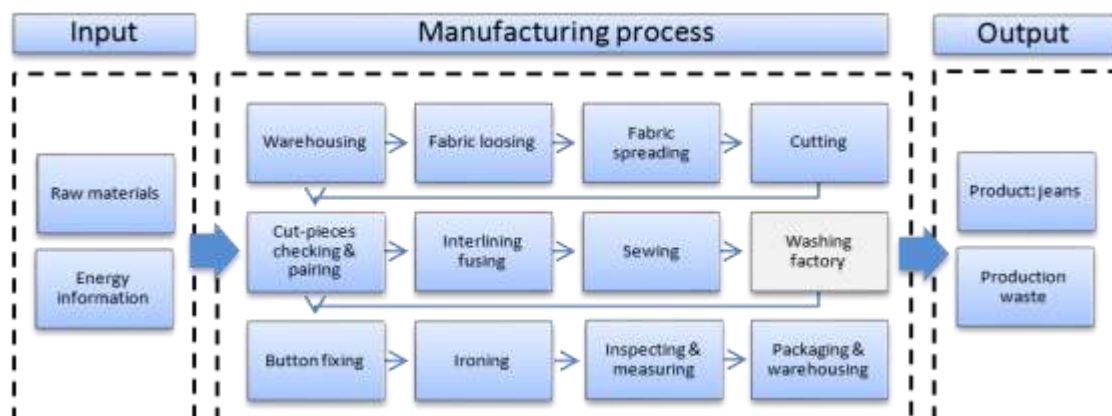 Input
Manufacturing process
Output
Warehousing
Fabric loosing
Fabric
spreading
Cutting
Raw materials
Energy
information
Cut-pieces
checking &
pairing
Interlining
fusing
Sewing
Washing
factory
Button fixing
Ironing
Inspecting &
measuring
Packaging &
warehousing
Product: jeans
Production
waste